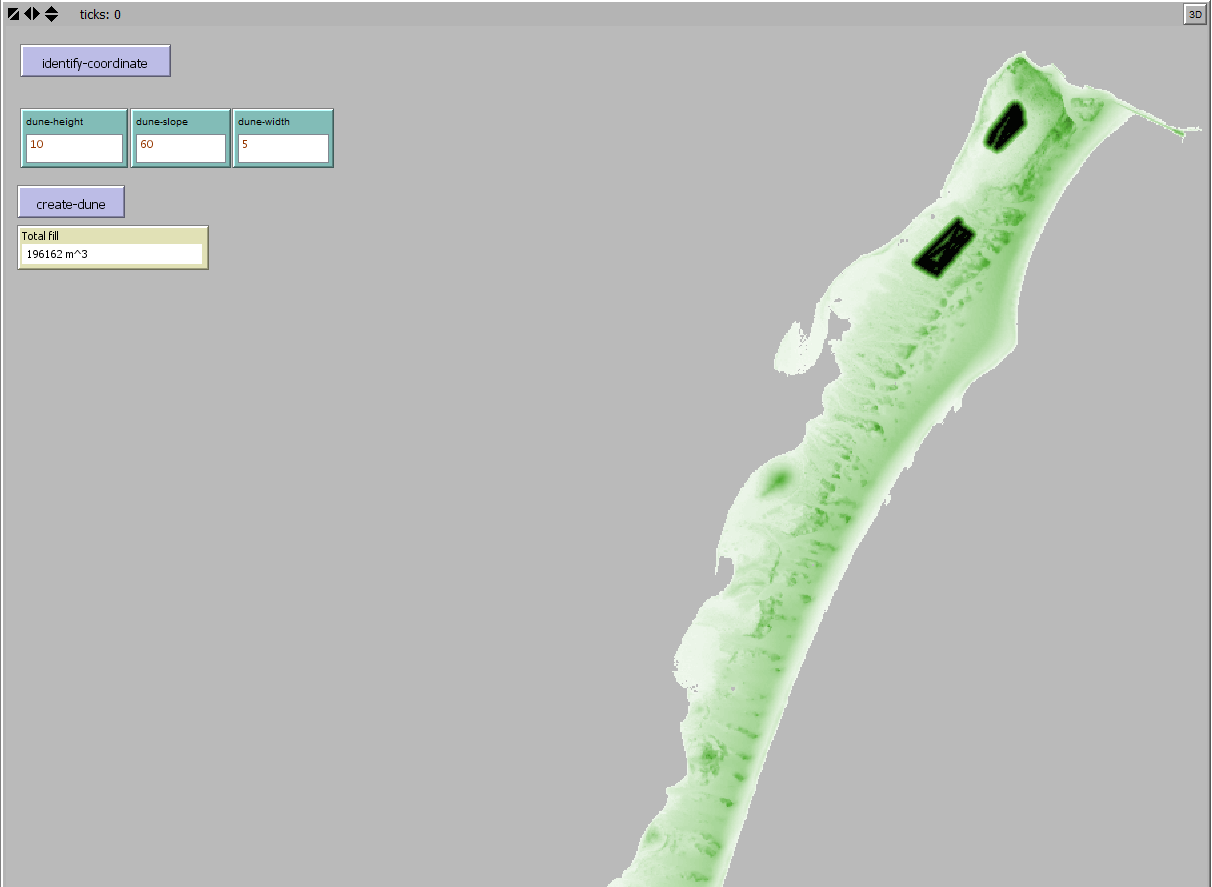 ticks: 0
3D
identify-coordinate
dune-height dune-slope dune-width
10 60 5
create-dune
Total fill
196162 m^3